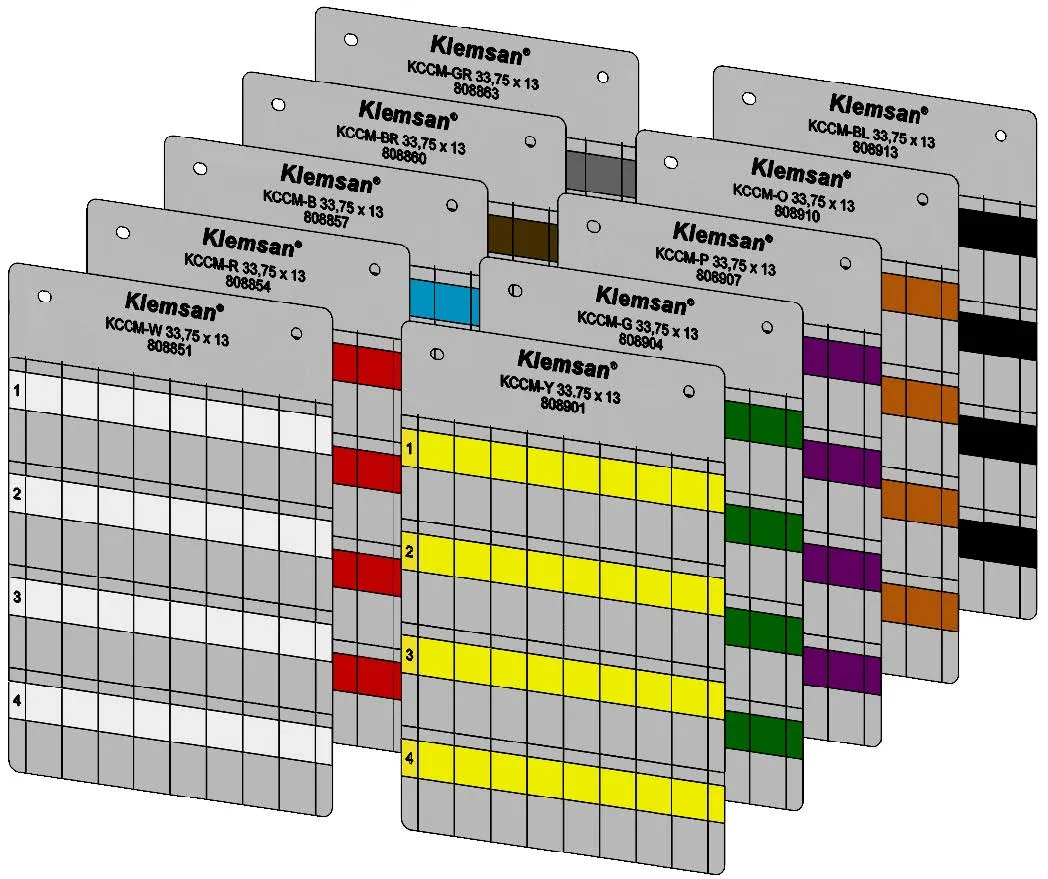 Klemsan®
KCCM-GR 33,75 x 13
808863
Klemsan®
KCCM-BR 33,75 x 13
808860
Klemsan®
KCCM-B 33,75 x 13
808857
Klemsan®
KCCM-R 33,75 x 13
808854
Klemsan®
KCCM-W 33,75 x 13
808851
1
2
3
4
Klemsan®
KCCM-BL 33,75 x 13
808913
Klemsan®
KCCM-O 33,75 x 13
808910
Klemsan®
KCCM-P 33,75 x 13
808907
Klemsan®
KCCM-G 33,75 x 13
808904
Klemsan®
KCCM-Y 33.75 x 13
808901
1
2
3
4